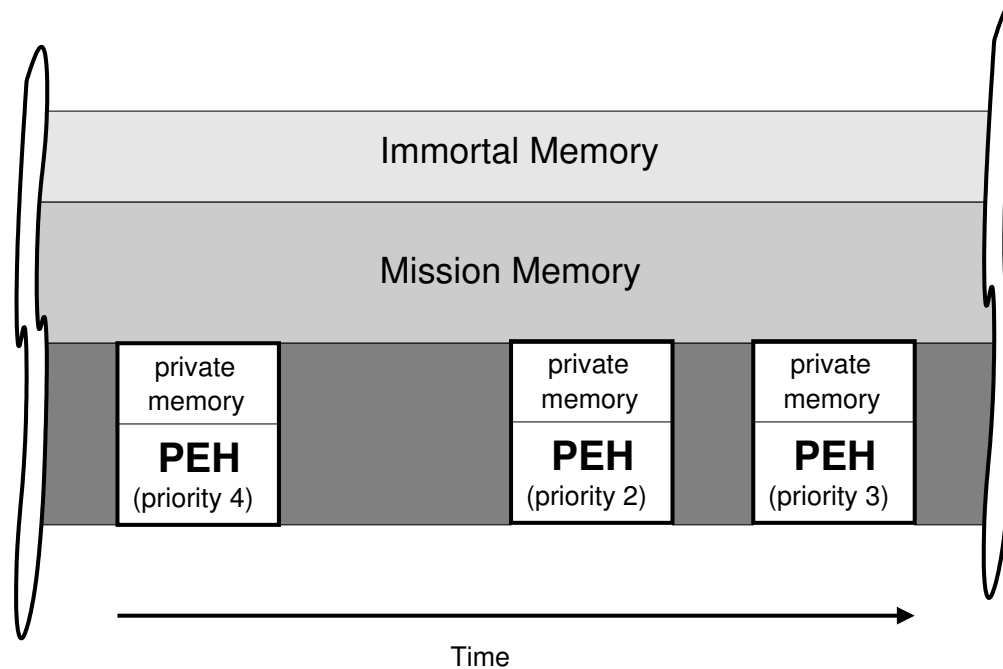 Immortal Memory
Mission Memory
private
memory
PEH
(priority 4)
private
memory
PEH
(priority 2)
private
memory
PEH
(priority 3)
Time